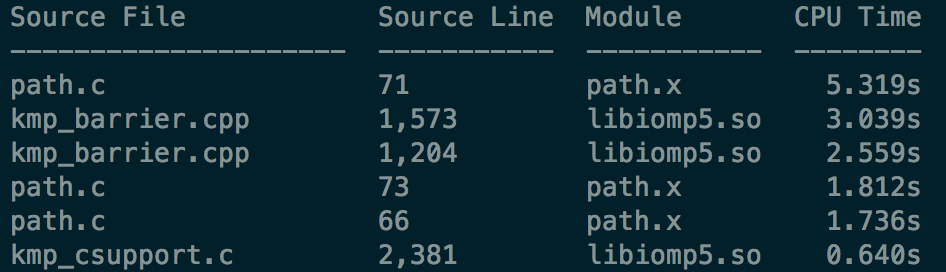 Source File Source Line Module CPU Time
--------------------- ----------- ----------- --------
path.c 71 path.x 5.319s
kmp_barrier.cpp 1,573 libiomp5.so 3.039s
kmp_barrier.cpp 1,204 libiomp5.so 2.559s
path.c 73 path.x 1.812s
path.c 66 path.x 1.736s
kmp_csupport.c 2,381 libiomp5.so 0.640s